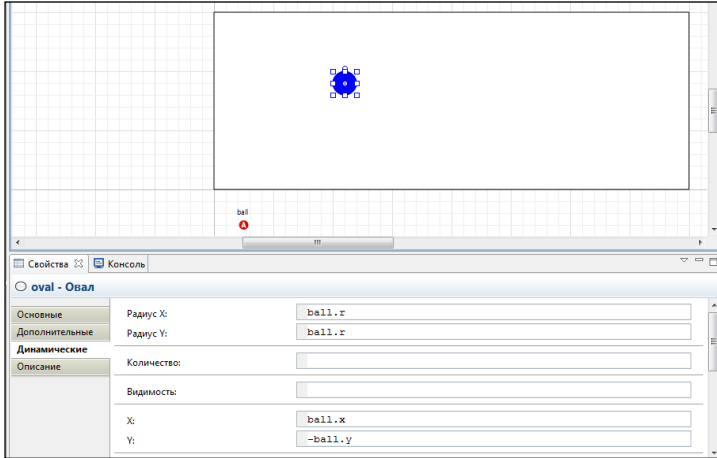 ball
A
Свойства
Консоль
oval - Овал
Основные
Дополнительные
Динамические
Описание
Радиус X: ball.r
Радиус Y: ball.r
Количество:
Видимость:
X: ball.x
Y: -ball.y